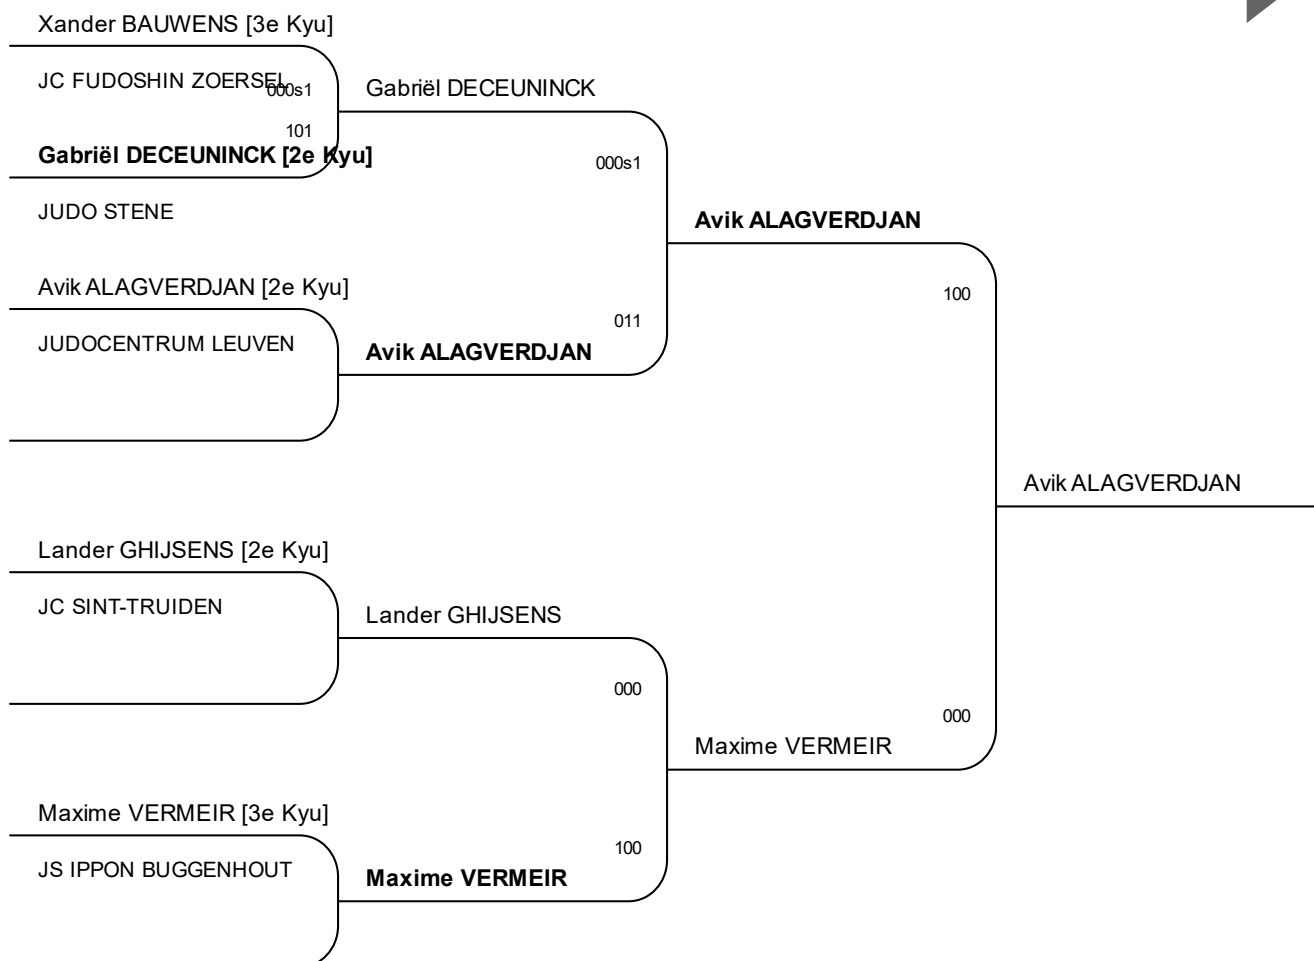 Xander BAUWENS [3e Kyu]
JC FUDOSHIN ZOERSEL
000s1
Gabriël DECEUNINCK
101
Gabriël DECEUNINCK [2e Kyu]
000s1
JUDO STENE
Avik ALAGVERDJAN
Avik ALAGVERDJAN [2e Kyu]
100
011
JUDOCENTRUM LEUVEN
Avik ALAGVERDJAN
Avik ALAGVERDJAN
Lander GHIJSENS [2e Kyu]
JC SINT-TRUIDEN
Lander GHIJSENS
000
000
Maxime VERMEIR
Maxime VERMEIR [3e Kyu]
100
JS IPPON BUGGENHOUT
Maxime VERMEIR